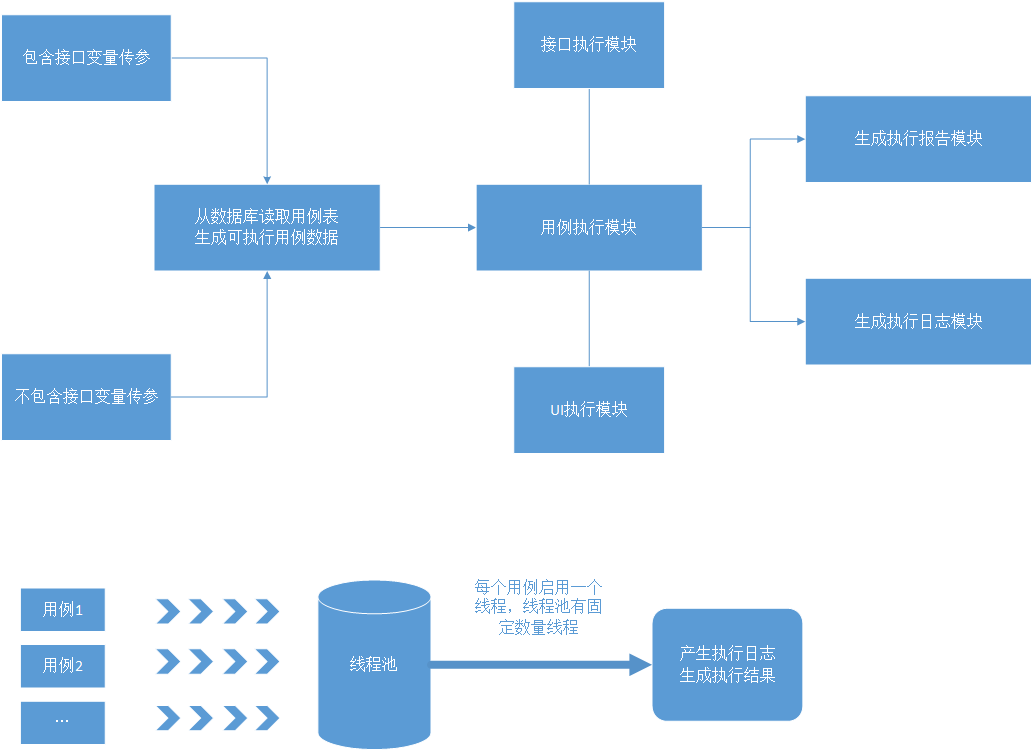 包含接口变量传参
接口执行模块
生成执行报告模块
从数据库读取用例表
生成可执行用例数据
用例执行模块
生成执行日志模块
不包含接口变量传参
UI执行模块
每个用例启用一个
线程，线程池有固
定数量线程
用例1
用例2
...
线程池
产生执行日志
生成执行结果